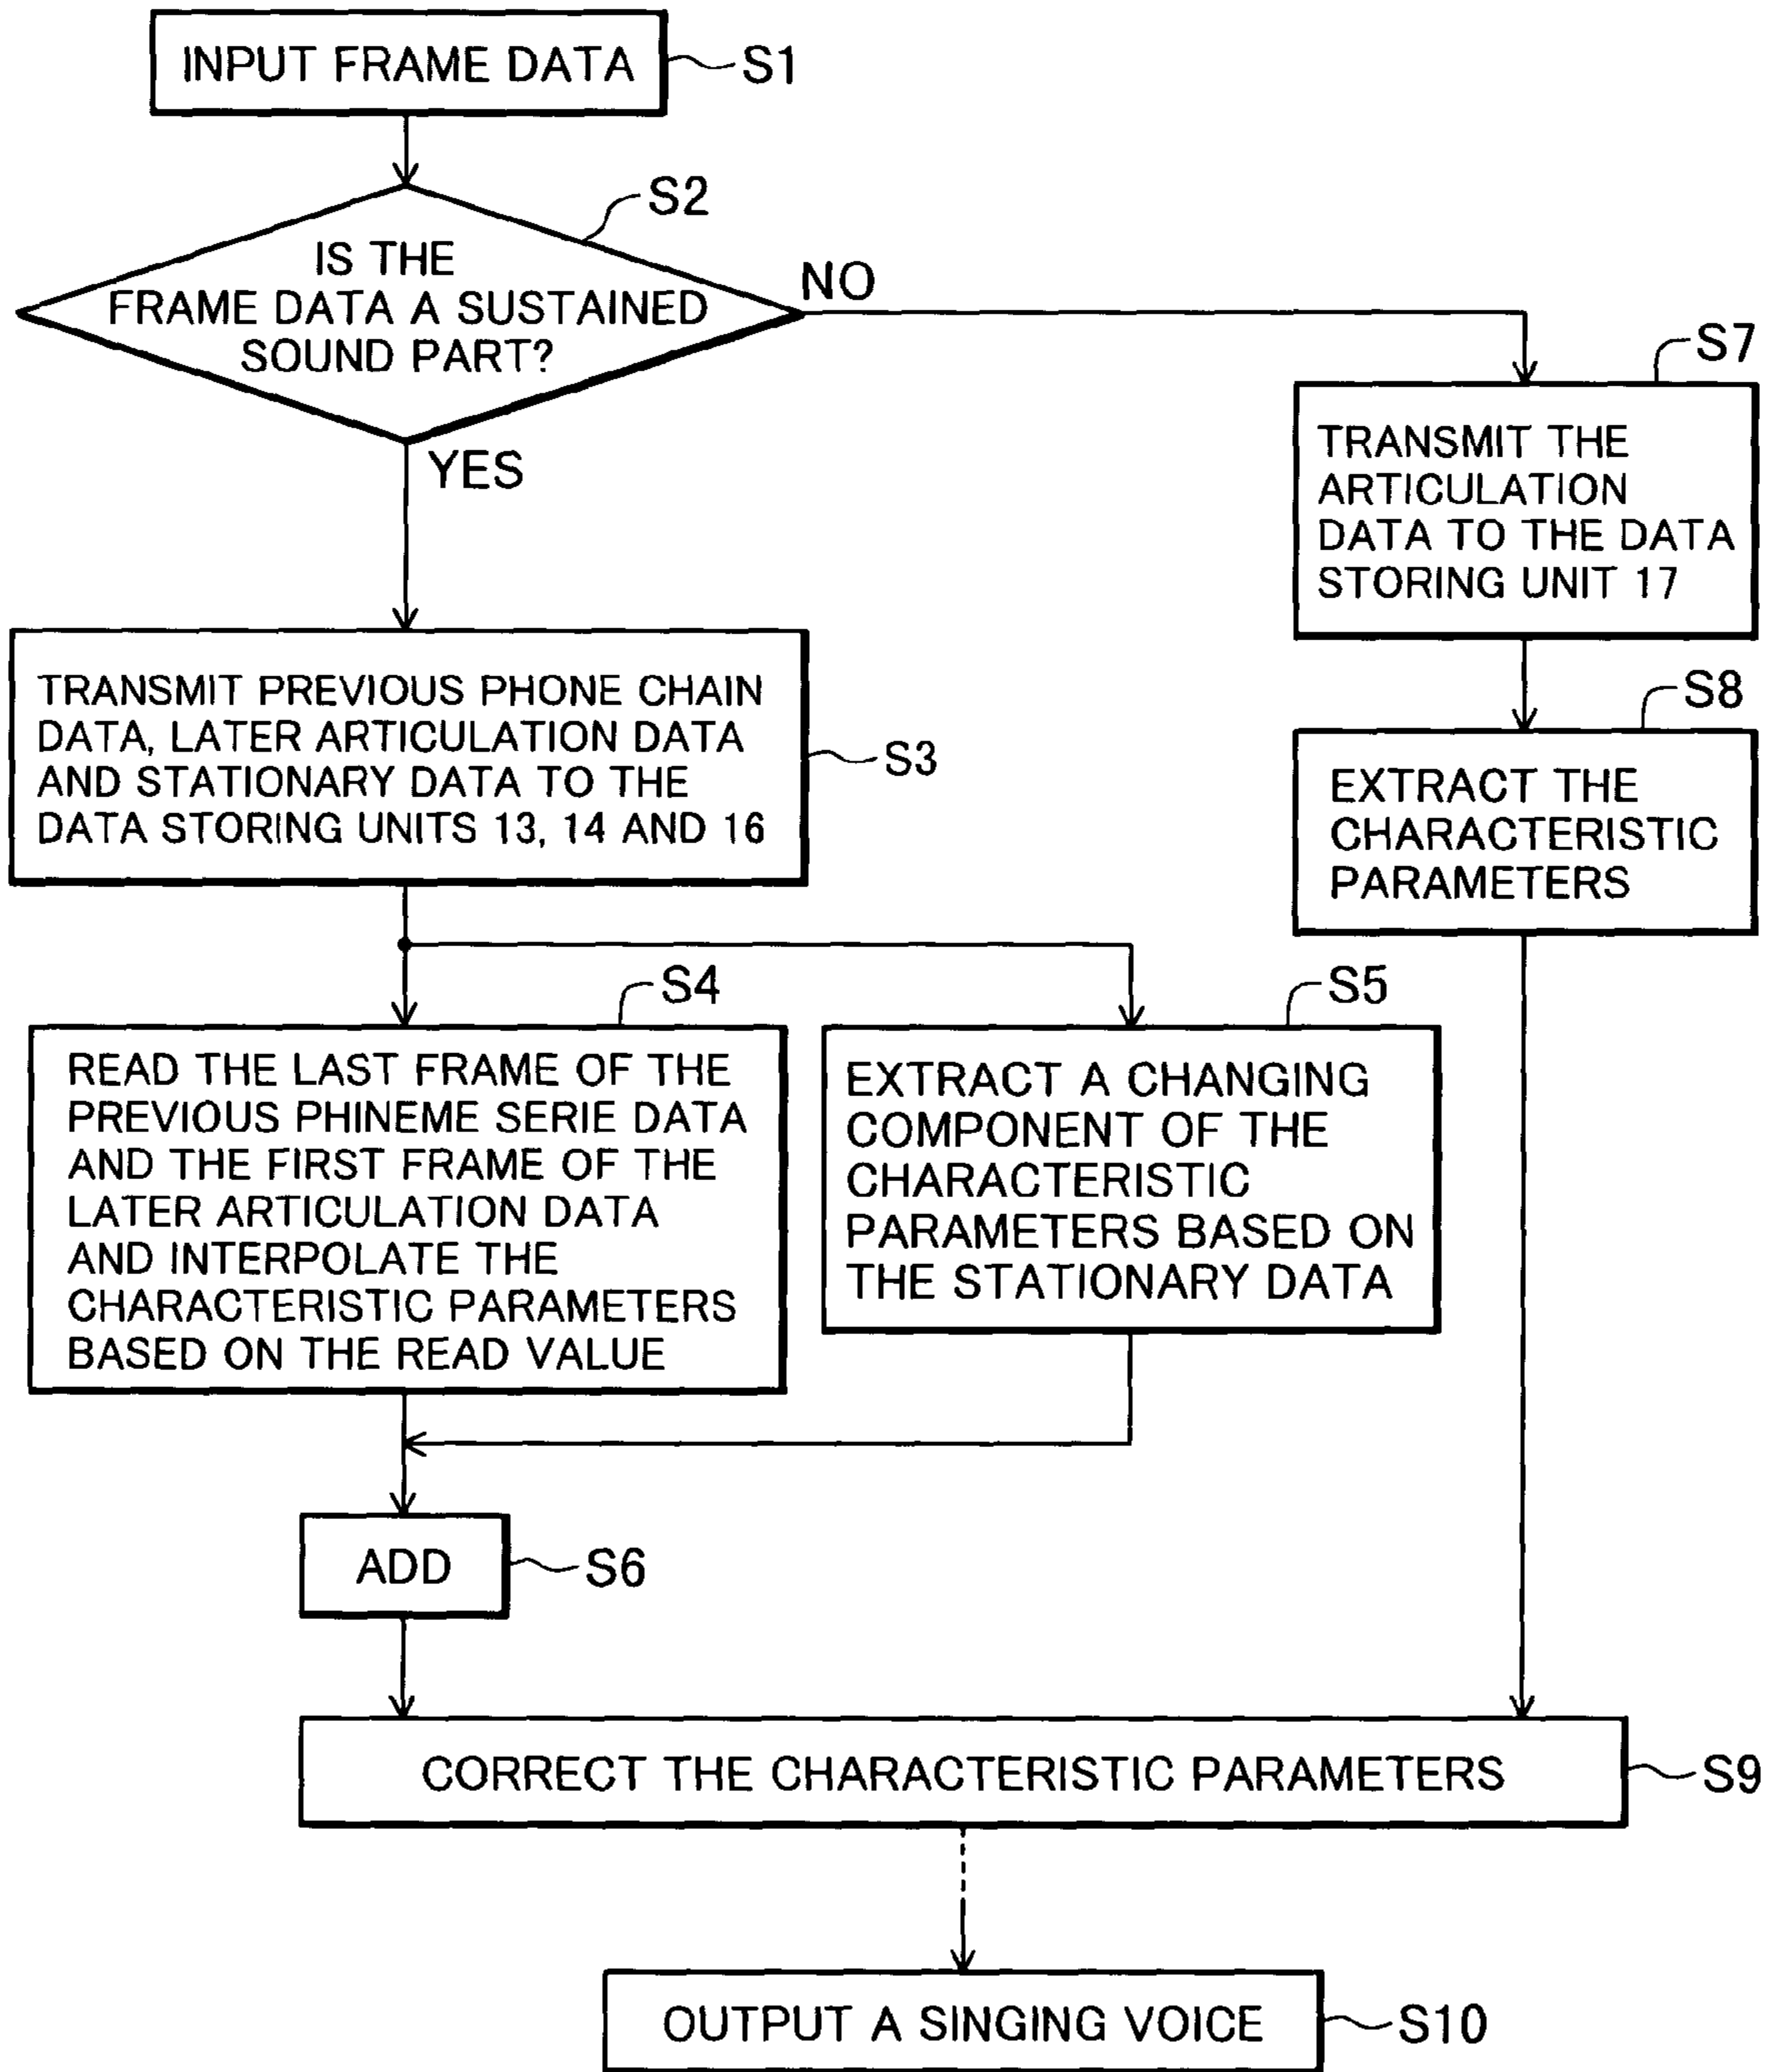 INPUT FRAME DATA
S1
S2
IS THE
FRAME DATA A SUSTAINED
SOUND PART?
NO
YES
S7
TRANSMIT THE
ARTICULATION
DATA TO THE DATA
STORING UNIT 17
S8
EXTRACT THE
CHARACTERISTIC
PARAMETERS
TRANSMIT PREVIOUS PHONE CHAIN
DATA, LATER ARTICULATION DATA
AND STATIONARY DATA TO THE
DATA STORING UNITS 13, 14 AND 16
S3
S4
READ THE LAST FRAME OF THE
PREVIOUS PHINEME SERIE DATA
AND THE FIRST FRAME OF THE
LATER ARTICULATION DATA
AND INTERPOLATE THE
CHARACTERISTIC PARAMETERS
BASED ON THE READ VALUE
S5
EXTRACT A CHANGING
COMPONENT OF THE
CHARACTERISTIC
PARAMETERS BASED ON
THE STATIONARY DATA
ADD
S6
CORRECT THE CHARACTERISTIC PARAMETERS
S9
OUTPUT A SINGING VOICE
S10